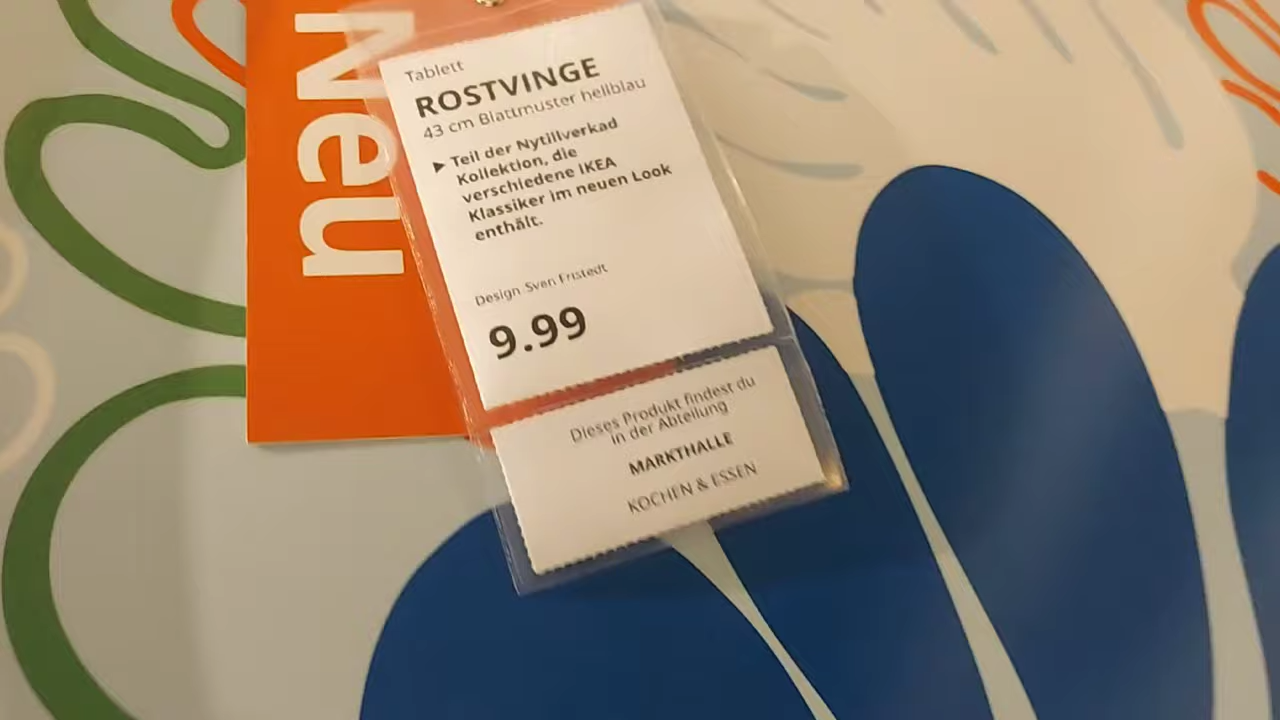 Neu
Tablett
ROSTVINGE
43 cm Blattmuster hellblau
▶ Teil der Nytillverkad
Kollektion, die
verschiedene IKEA
Klassiker im neuen Look
enthält.
Design Sven Fristedt
9.99
Dieses Produkt findest du
in der Abteilung
MARKTHALLE
KOCHEN & ESSEN